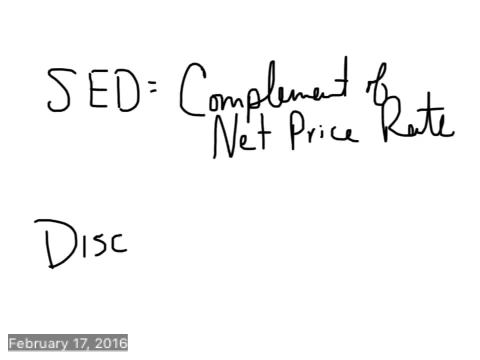 SED = Complement of
Net Price Rate
Disc
February 17, 2016